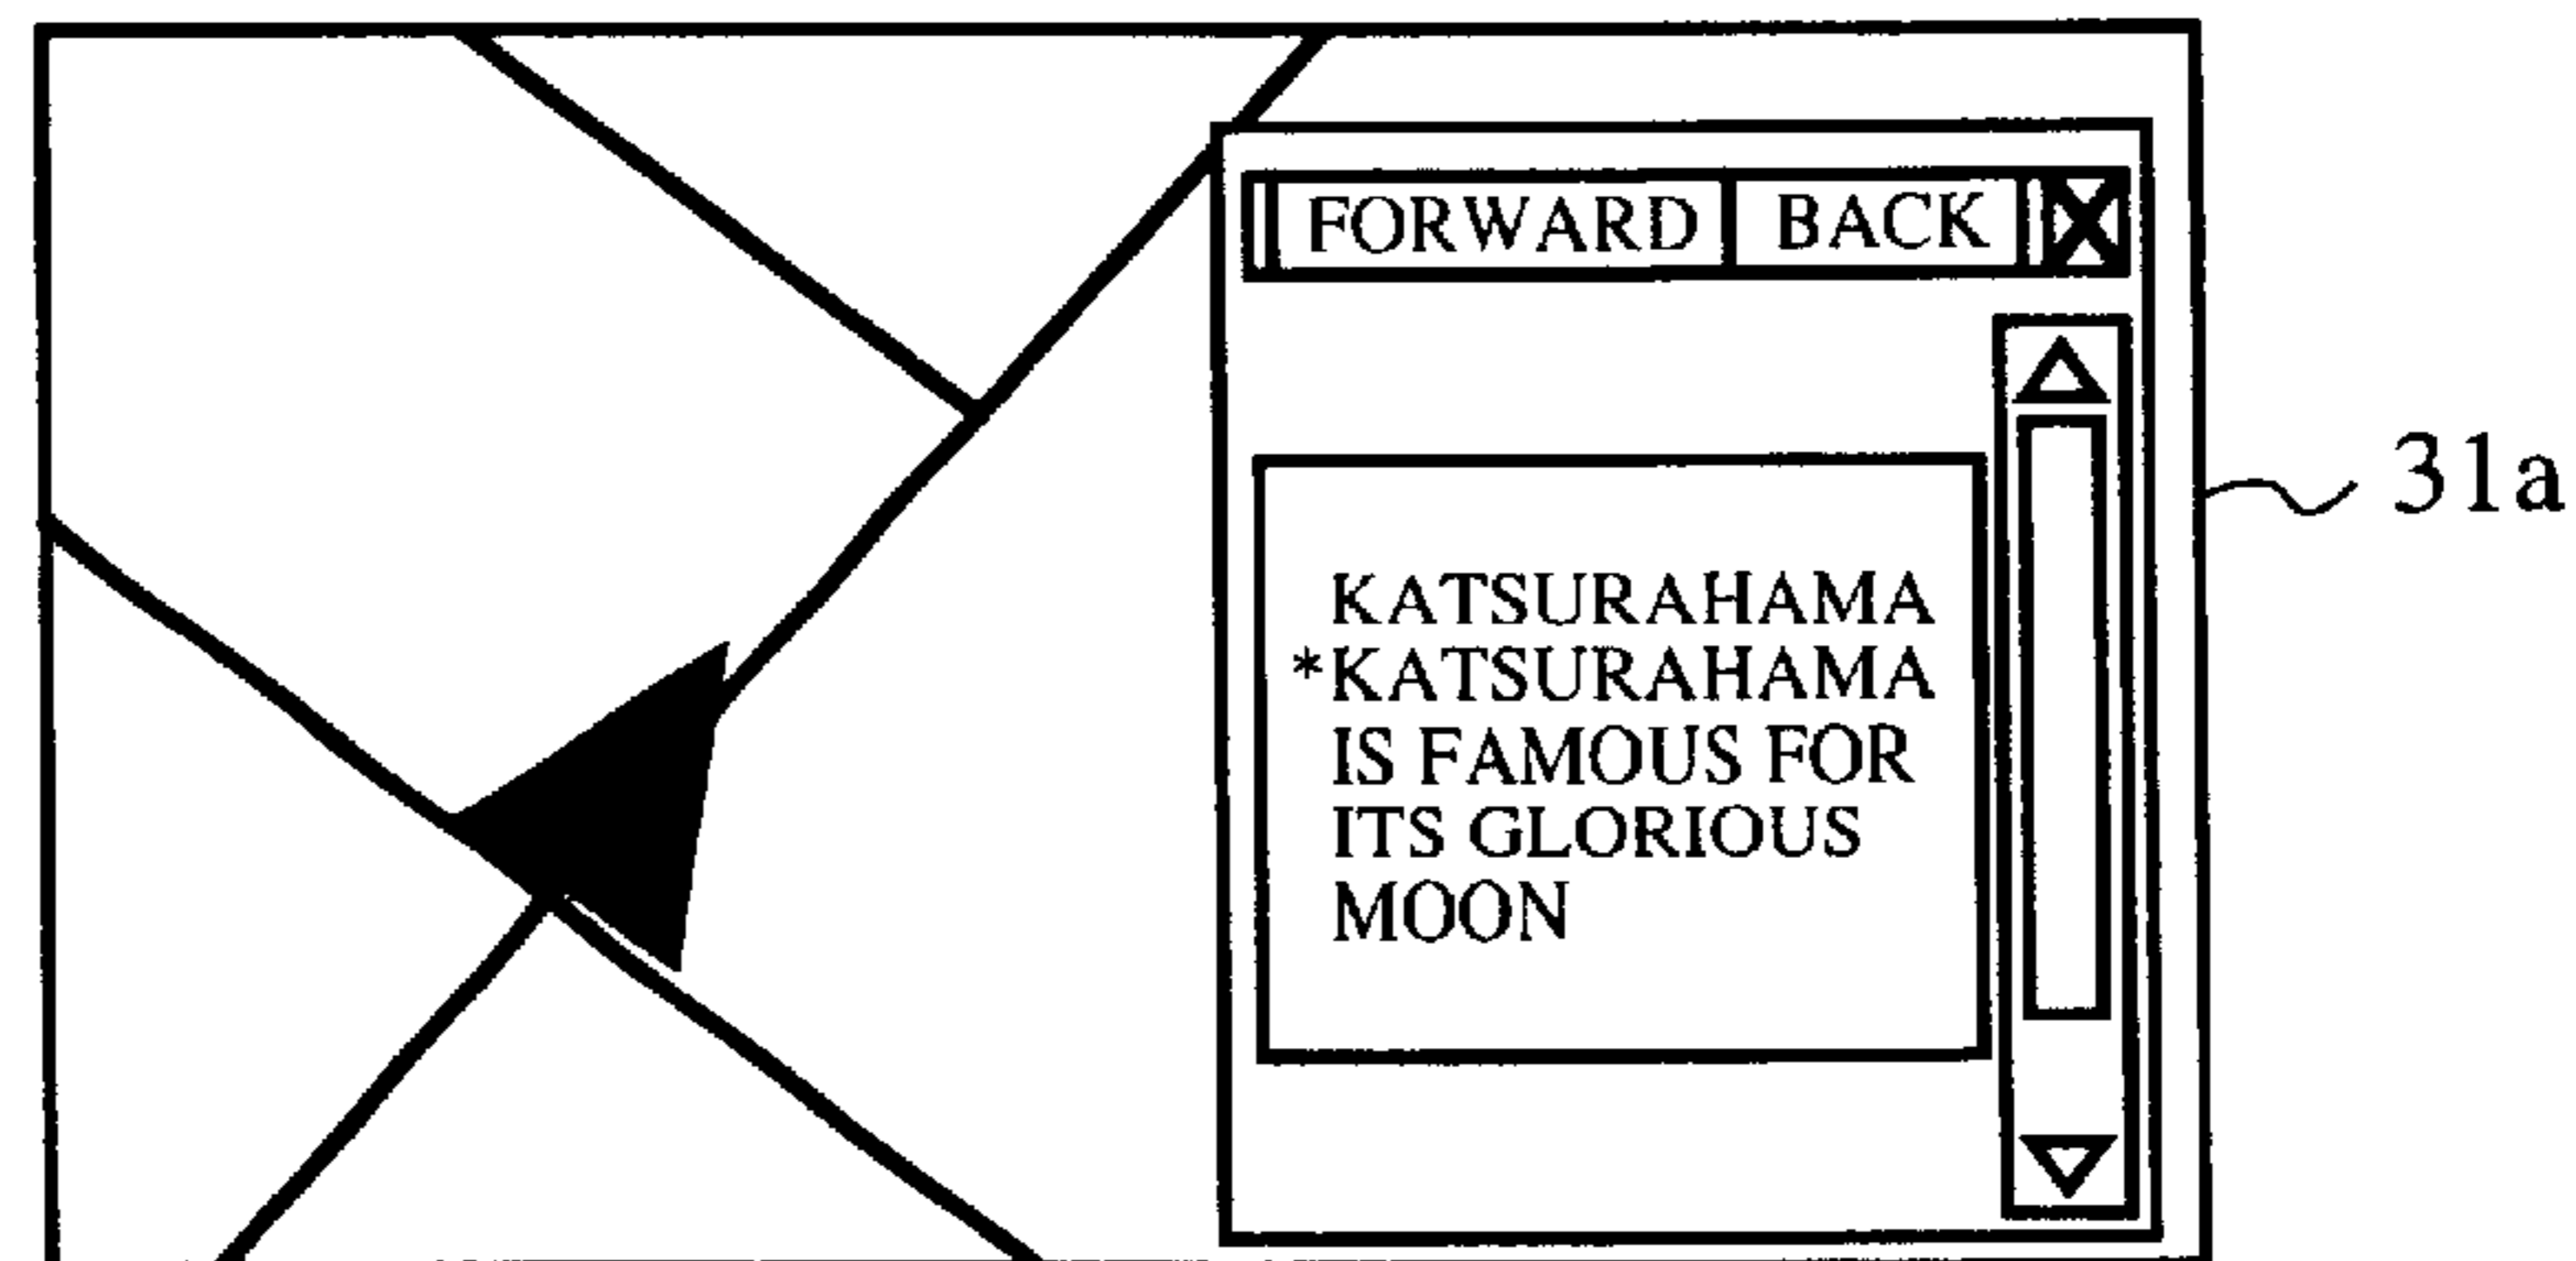 FORWARD BACK X
31a
KATSURAHAMA
*KATSURAHAMA
IS FAMOUS FOR
ITS GLORIOUS
MOON